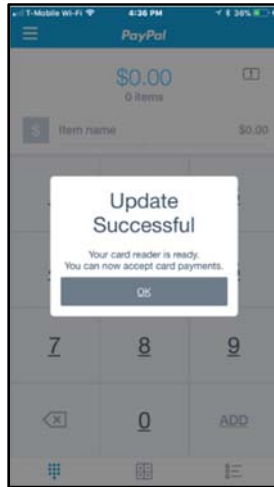 T-Mobile Wi-Fi 4:36 PM 36%
PayPal
$0.00
0 items
$ Item name $0.00
Update
Successful
Your card reader is ready.
You can now accept card payments.
OK
7 8 9
0 ADD